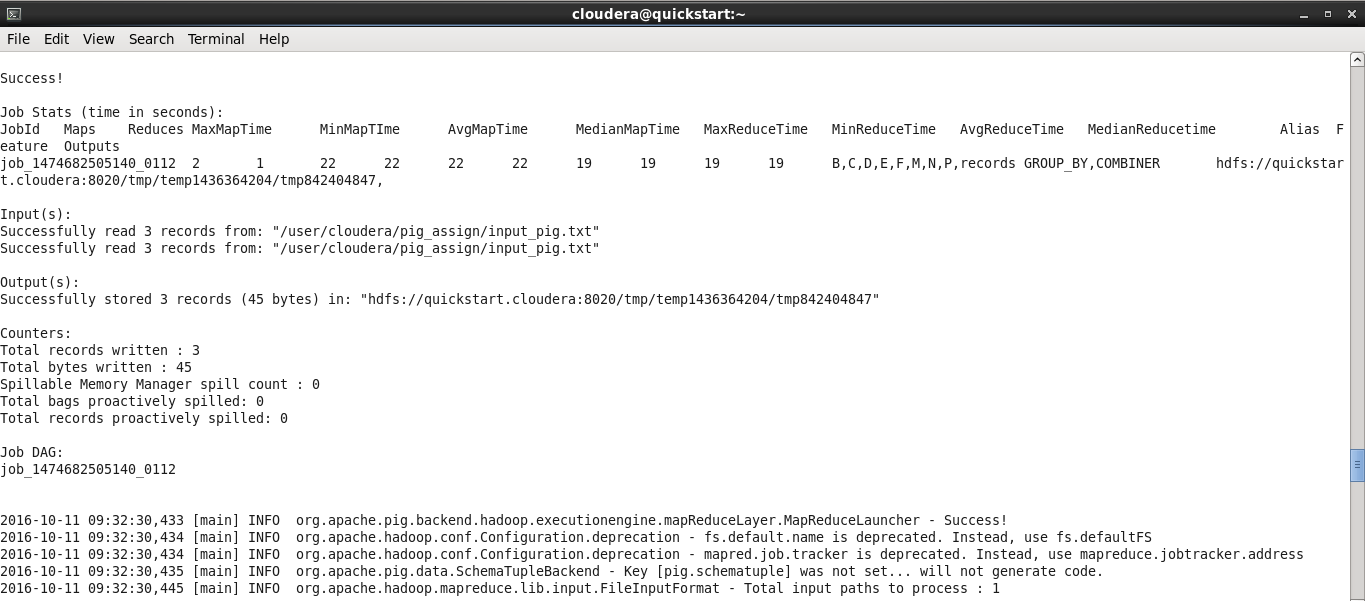 cloudera@quickstart:~
File Edit View Search Terminal Help
Success!
Job Stats (time in seconds):
JobId Maps Reduces MaxMapTime MinMapTIme AvgMapTime MedianMapTime MaxReduceTime MinReduceTime AvgReduceTime MedianReducetime Alias F
eature Outputs
job_1474682505140_0112 2 1 22 22 22 22 19 19 19 19 B,C,D,E,F,M,N,P,records GROUP_BY,COMBINER hdfs://quickstar
t.cloudera:8020/tmp/temp1436364204/tmp842404847,
Input(s):
Successfully read 3 records from: "/user/cloudera/pig_assign/input_pig.txt"
Successfully read 3 records from: "/user/cloudera/pig_assign/input_pig.txt"
Output(s):
Successfully stored 3 records (45 bytes) in: "hdfs://quickstart.cloudera:8020/tmp/temp1436364204/tmp842404847"
Counters:
Total records written : 3
Total bytes written : 45
Spillable Memory Manager spill count : 0
Total bags proactively spilled: 0
Total records proactively spilled: 0
Job DAG:
job_1474682505140_0112
2016-10-11 09:32:30,433 [main] INFO org.apache.pig.backend.hadoop.executionengine.mapReduceLayer.MapReduceLauncher - Success!
2016-10-11 09:32:30,434 [main] INFO org.apache.hadoop.conf.Configuration.deprecation - fs.default.name is deprecated. Instead, use fs.defaultFS
2016-10-11 09:32:30,434 [main] INFO org.apache.hadoop.conf.Configuration.deprecation - mapred.job.tracker is deprecated. Instead, use mapreduce.jobtracker.address
2016-10-11 09:32:30,435 [main] INFO org.apache.pig.data.SchemaTupleBackend - Key [pig.schematuple] was not set... will not generate code.
2016-10-11 09:32:30,445 [main] INFO org.apache.hadoop.mapreduce.lib.input.FileInputFormat - Total input paths to process : 1